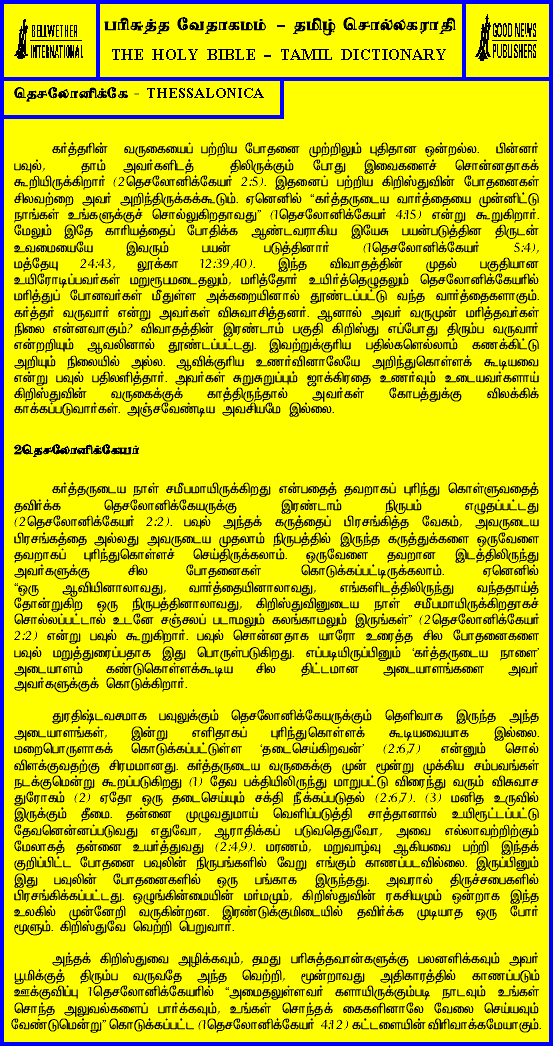 BELLWETHER
INTERNATIONAL
பரிசுத்த வேதாகமம் – தமிழ் சொல்லகராதி
THE HOLY BIBLE – TAMIL DICTIONARY
GOOD NEWS
PUBLISHERS
தெசலோனிக்கே - THESSALONICA
கர்த்தரின் வருகையைப் பற்றிய போதனை முற்றிலும் புதிதான ஒன்றல்ல. பின்னர்
பவுல், தாம் அவர்களிடத் திலிருக்கும் போது இவைகளைச் சொன்னதாகக்
கூறியிருக்கிறார் (2தெசலோனிக்கேயர் 2:5). இதனைப் பற்றிய கிறிஸ்துவின் போதனைகள்
சிலவற்றை அவர் அறிந்திருக்கக்கூடும். ஏனெனில் “கர்த்தருடைய வார்த்தையை முன்னிட்டு
நாங்கள் உங்களுக்குச் சொல்லுகிறதாவது” (1தெசலோனிக்கேயர் 4:15) என்று கூறுகிறார்.
மேலும் இதே காரியத்தைப் போதிக்க ஆண்டவராகிய இயேசு பயன்படுத்தின திருடன்
உவமையையே இவரும் பயன் படுத்தினார் (1தெசலோனிக்கேயர் 5:4),
மத்தேயு 24:43, லூக்கா 12:39,40). இந்த விவாதத்தின் முதல் பகுதியான
உயிரோடிப்பவர்கள் மறுரூபமடைதலும், மரித்தோர் உயிர்த்தெழுதலும் தெசலோனிக்கேயரில்
மரித்துப் போனவர்கள் மீதுள்ள அக்கறையினால் தூண்டப்பட்டு வந்த வார்த்தைகளாகும்.
கர்த்தர் வருவார் என்று அவர்கள் விசுவாசித்தனர். ஆனால் அவர் வருமுன் மரித்தவர்கள்
நிலை என்னவாகும்? விவாதத்தின் இரண்டாம் பகுதி கிறிஸ்து எப்போது திரும்ப வருவார்
என்றறியும் ஆவலினால் தூண்டப்பட்டது. இவற்றுக்குரிய பதில்களெல்லாம் கணக்கிட்டு
அறியும் நிலையில் அல்ல. ஆவிக்குரிய உணர்வினாலேயே அறிந்துகொள்ளக் கூடியவை
என்று பவுல் பதிலளித்தார். அவர்கள் சுறுசுறுப்பும் ஜாக்கிரதை உணர்வும் உடையவர்களாய்
கிறிஸ்துவின் வருகைக்குக் காத்திருந்தால் அவர்கள் கோபத்துக்கு விலக்கிக்
காக்கப்படுவார்கள். அஞ்சவேண்டிய அவசியமே இல்லை.
2தெசலோனிக்கேயர்
கர்த்தருடைய நாள் சமீபமாயிருக்கிறது என்பதைத் தவறாகப் புரிந்து கொள்ளுவதைத்
தவிர்க்க தெசலோனிக்கேயருக்கு இரண்டாம் நிருபம் எழுதப்பட்டது
(2தெசலோனிக்கேயர் 2:2). பவுல் அந்தக் கருத்தைப் பிரசங்கித்த வேகம், அவருடைய
பிரசங்கத்தை அல்லது அவருடைய முதலாம் நிருபத்தில் இருந்த கருத்துக்களை ஒருவேளை
தவறாகப் புரிந்துகொள்ளச் செய்திருக்கலாம். ஒருவேளை தவறான இடத்திலிருந்து
அவர்களுக்கு சில போதனைகள் கொடுக்கப்பட்டிருக்கலாம். ஏனெனில்
“ஒரு ஆவியினாலாவது, வார்த்தையினாலாவது, எங்களிடத்திலிருந்து வந்ததாய்த்
தோன்றுகிற ஒரு நிருபத்தினாலாவது, கிறிஸ்துவினுடைய நாள் சமீபமாயிருக்கிறதாகச்
சொல்லப்பட்டால் உடனே சஞ்சலப் படாமலும் கலங்காமலும் இருங்கள்” (2தெசலோனிக்கேயர்
2:2) என்று பவுல் கூறுகிறார். பவுல் சொன்னதாக யாரோ உரைத்த சில போதனைகளை
பவுல் மறுத்துரைப்பதாக இது பொருள்படுகிறது. எப்படியிருப்பினும் ‘கர்த்தருடைய நாளை’
அடையாளம் கண்டுகொள்ளக்கூடிய சில திட்டமான அடையாளங்களை அவர்
அவர்களுக்குக் கொடுக்கிறார்.
துரதிஷ்டவசமாக பவுலுக்கும் தெசலோனிக்கேயருக்கும் தெளிவாக இருந்த அந்த
அடையாளங்கள், இன்று எளிதாகப் புரிந்துகொள்ளக் கூடியவையாக இல்லை.
மறைபொருளாகக் கொடுக்கப்பட்டுள்ள ‘தடைசெய்கிறவன்’ (2:6,7) என்னும் சொல்
விளக்குவதற்கு சிரமமானது. கர்த்தருடைய வருகைக்கு முன் மூன்று முக்கிய சம்பவங்கள்
நடக்குமென்று கூறப்படுகிறது (1) தேவ பக்தியிலிருந்து மாறுபட்டு விரைந்து வரும் விசுவாச
துரோகம் (2) ஏதோ ஒரு தடைசெய்யும் சக்தி நீக்கப்படுதல் (2:6,7). (3) மனித உருவில்
இருக்கும் தீமை. தன்னை முழுவதுமாய் வெளிப்படுத்தி சாத்தானால் உயிரூட்டப்பட்டு
தேவனென்னப்படுவது எதுவோ, ஆராதிக்கப் படுவதெதுவோ, அவை எல்லாவற்றிற்கும்
மேலாகத் தன்னை உயர்த்துவது (2:4,9). மரணம், மறுவாழ்வு ஆகியவை பற்றி இந்தக்
குறிப்பிட்ட போதனை பவுலின் நிருபங்களில் வேறு எங்கும் காணப்படவில்லை. இருப்பினும்
இது பவுலின் போதனைகளில் ஒரு பங்காக இருந்தது. அவரால் திருச்சபைகளில்
பிரசங்கிக்கப்பட்டது. ஒழுங்கின்மையின் மர்மமும், கிறிஸ்துவின் ரகசியமும் ஒன்றாக இந்த
உலகில் முன்னேறி வருகின்றன. இரண்டுக்குமிடையில் தவிர்க்க முடியாத ஒரு போர்
மூளும். கிறிஸ்துவே வெற்றி பெறுவார்.
அந்தக் கிறிஸ்துவை அழிக்கவும், தமது பரிசுத்தவான்களுக்கு பலனளிக்கவும் அவர்
பூமிக்குத் திரும்ப வருவதே அந்த வெற்றி, மூன்றாவது அதிகாரத்தில் காணப்படும்
ஊக்குவிப்பு 1தெசலோனிக்கேயரில் “அமைதலுள்ளவர் களாயிருக்கும்படி நாடவும் உங்கள்
சொந்த அலுவல்களைப் பார்க்கவும், உங்கள் சொந்தக் கைகளினாலே வேலை செய்யவும்
வேண்டுமென்று” கொடுக்கப்பட்ட (1தெசலோனிக்கேயர் 4:12) கட்டளையின் விரிவாக்கமேயாகும்.